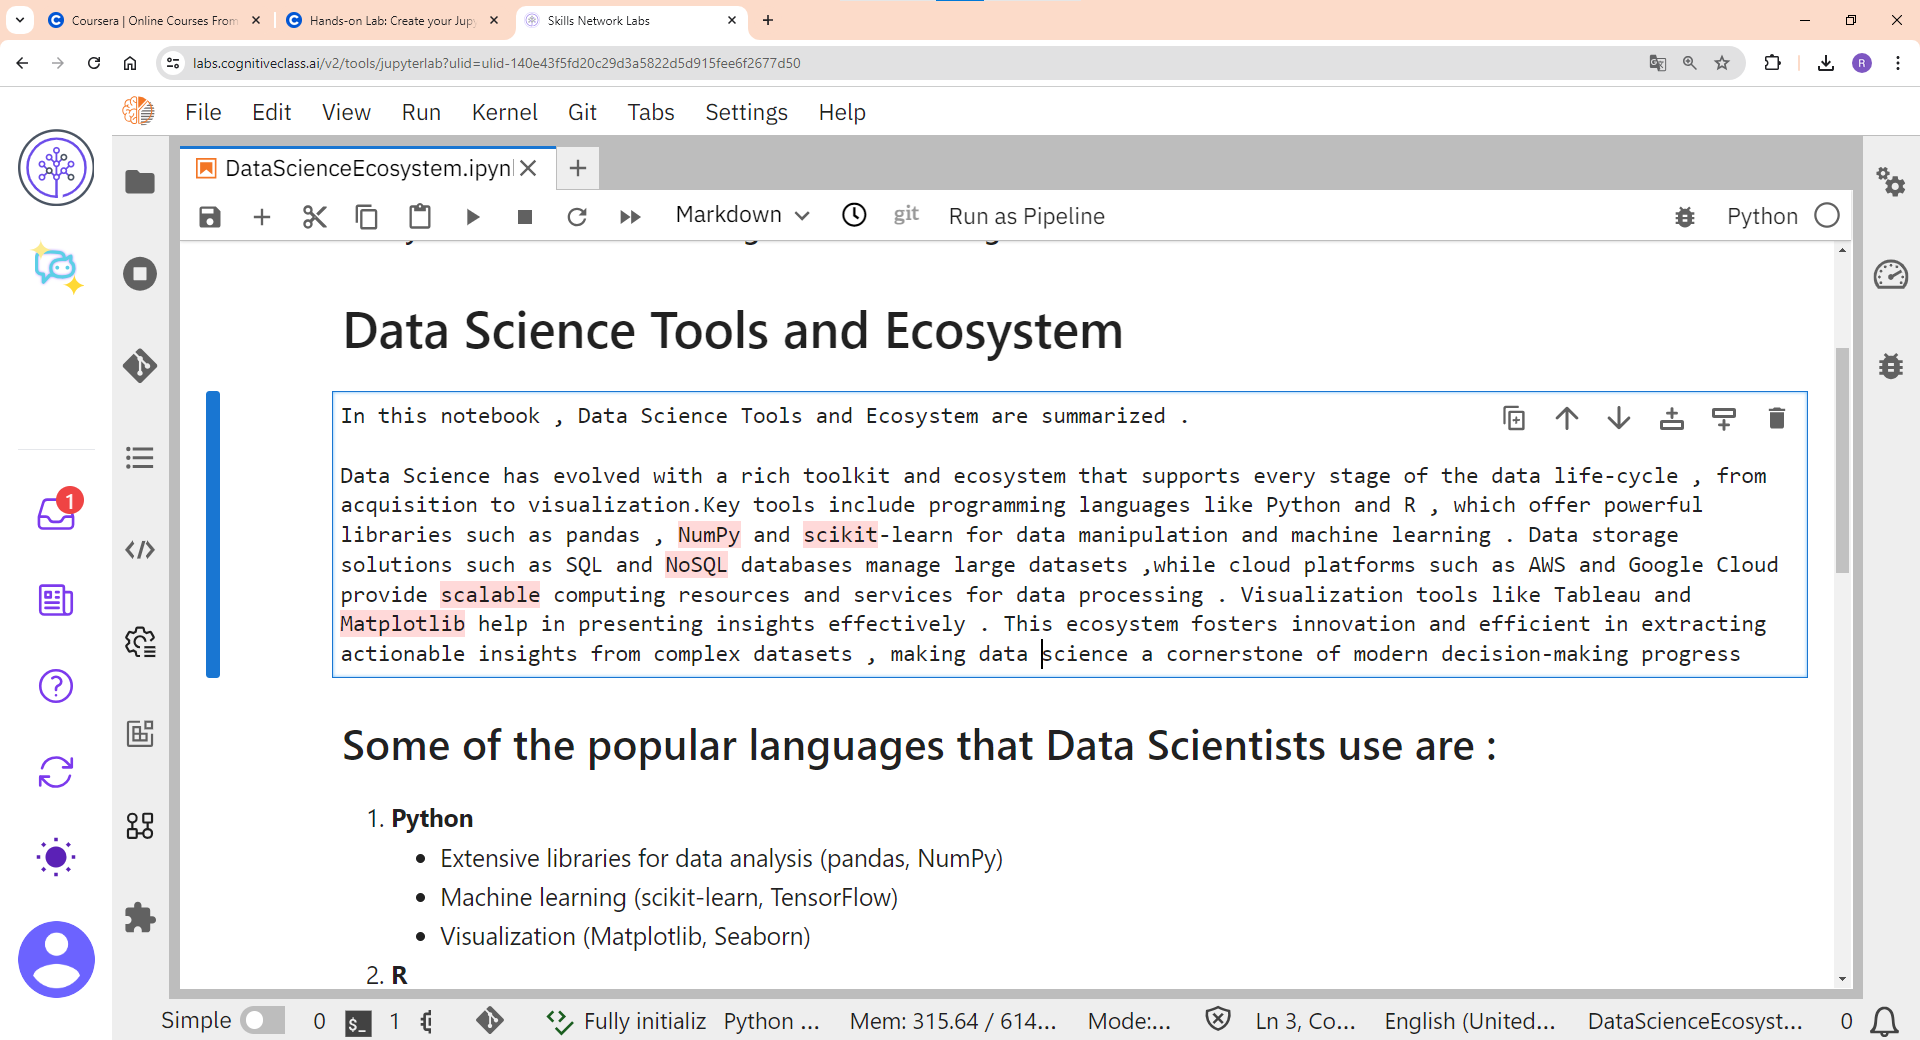 Coursera | Online Courses From
Hands-on Lab: Create your Jup
Skills Network Labs
labs.cognitiveclass.ai/v2/tools/jupyterlab?ulid=ulid-140e43f5fd20c29d3a5822d5d915fee6f2677d50
R
File Edit View Run Kernel Git Tabs Settings Help
DataScienceEcosystem.ipynb
Markdown git Run as Pipeline Python
Data Science Tools and Ecosystem
In this notebook , Data Science Tools and Ecosystem are summarized .
Data Science has evolved with a rich toolkit and ecosystem that supports every stage of the data life-cycle , from
acquisition to visualization.Key tools include programming languages like Python and R , which offer powerful
libraries such as pandas , NumPy and scikit-learn for data manipulation and machine learning . Data storage
solutions such as SQL and NoSQL databases manage large datasets ,while cloud platforms such as AWS and Google Cloud
provide scalable computing resources and services for data processing . Visualization tools like Tableau and
Matplotlib help in presenting insights effectively . This ecosystem fosters innovation and efficient in extracting
actionable insights from complex datasets , making data science a cornerstone of modern decision-making progress
Some of the popular languages that Data Scientists use are :
1. Python
• Extensive libraries for data analysis (pandas, NumPy)
• Machine learning (scikit-learn, TensorFlow)
• Visualization (Matplotlib, Seaborn)
2. R
1
Simple 0 $_ 1 Fully initializ Python ... Mem: 315.64 / 614... Mode:... Ln 3, Co... English (United... DataScienceEcosyst... 0